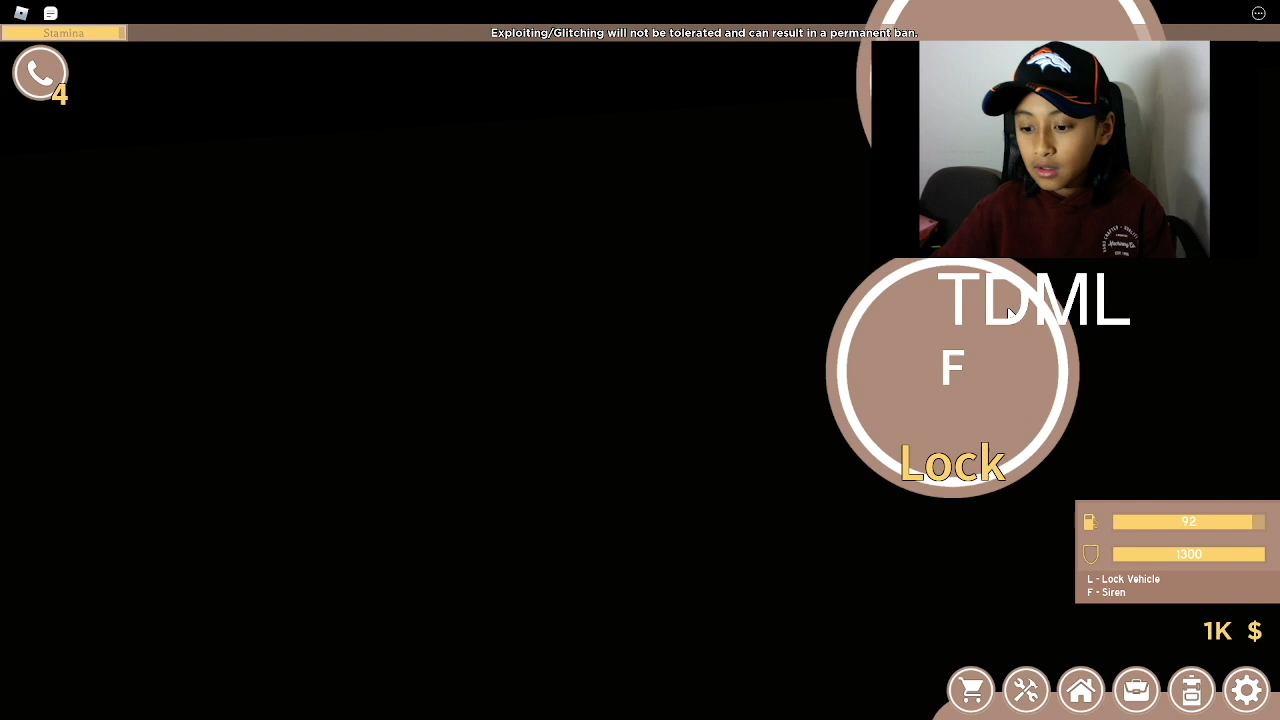 Stamina
Exploiting/Glitching will not be tolerated and can result in a permanent ban.
4
TDML
F
Lock
92
1300
L - Lock Vehicle
F - Siren
1K $